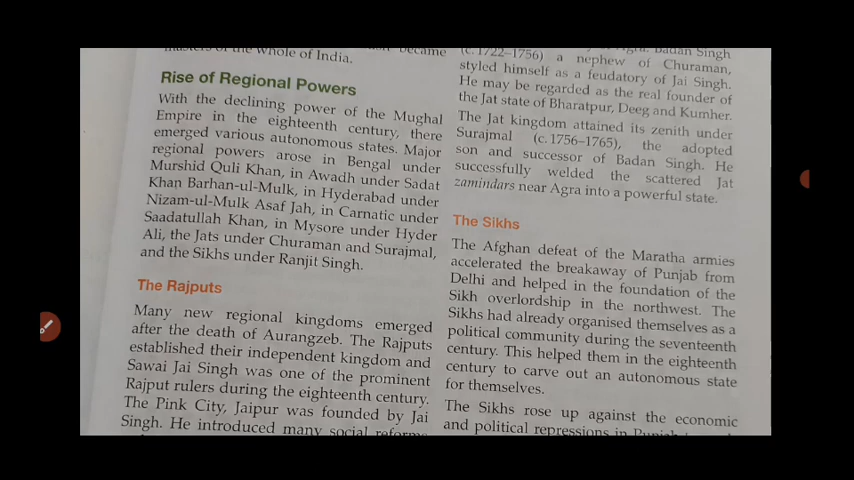 masters of the whole of India.
Rise of Regional Powers
With the declining power of the Mughal
Empire in the eighteenth century, there
emerged various autonomous states. Major
regional powers arose in Bengal under
Murshid Quli Khan, in Awadh under Sadat
Khan Barhan-ul-Mulk, in Hyderabad under
Nizam-ul-Mulk Asaf Jah, in Carnatic under
Saadatullah Khan, in Mysore under Hyder
Ali, the Jats under Churaman and Surajmal,
and the Sikhs under Ranjit Singh.
The Rajputs
Many new regional kingdoms emerged
after the death of Aurangzeb. The Rajputs
established their independent kingdom and
Sawai Jai Singh was one of the prominent
Rajput rulers during the eighteenth century.
The Pink City, Jaipur was founded by Jai
Singh. He introduced many social reforms
became
Agra. Badan Singh
(c. 1722–1756) a nephew of Churaman,
styled himself as a feudatory of Jai Singh.
He may be regarded as the real founder of
the Jat state of Bharatpur, Deeg and Kumher.
The Jat kingdom attained its zenith under
Surajmal (c. 1756–1765), the adopted
son and successor of Badan Singh. He
successfully welded the scattered Jat
zamindars near Agra into a powerful state.
The Sikhs
The Afghan defeat of the Maratha armies
accelerated the breakaway of Punjab from
Delhi and helped in the foundation of the
Sikh overlordship in the northwest. The
Sikhs had already organised themselves as a
political community during the seventeenth
century. This helped them in the eighteenth
century to carve out an autonomous state
for themselves.
The Sikhs rose up against the economic
and political repressions in Punjab